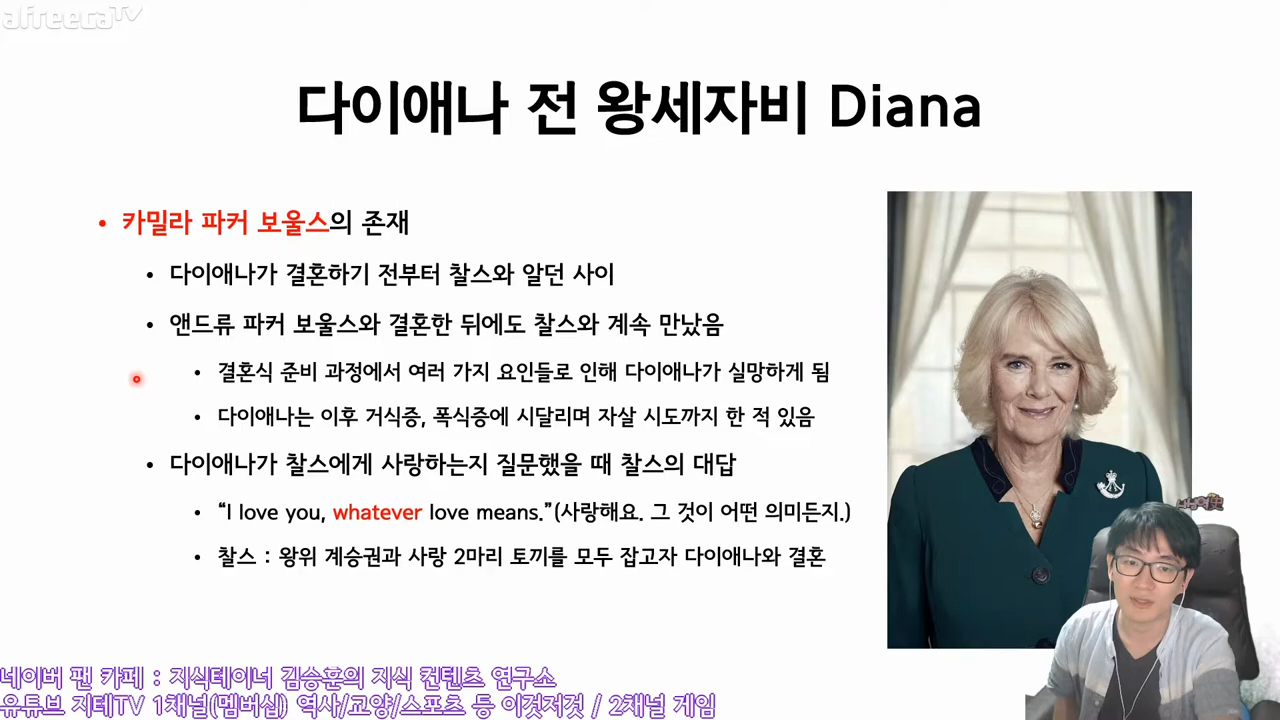 afreecaTV
다이애나 전 왕세자비 Diana
• 카밀라 파커 보울스의 존재
• 다이애나가 결혼하기 전부터 찰스와 알던 사이
• 앤드류 파커 보울스와 결혼한 뒤에도 찰스와 계속 만났음
• 결혼식 준비 과정에서 여러 가지 요인들로 인해 다이애나가 실망하게 됨
• 다이애나는 이후 거식증, 폭식증에 시달리며 자살 시도까지 한 적 있음
• 다이애나가 찰스에게 사랑하는지 질문했을 때 찰스의 대답
• “I love you, whatever love means.”(사랑해요. 그 것이 어떤 의미든지.)
• 찰스 : 왕위 계승권과 사랑 2마리 토끼를 모두 잡고자 다이애나와 결혼
네이버 팬 카페 : 지식테이너 김승훈의 지식 컨텐츠 연구소
유튜브 지테TV 1채널(멤버십) 역사/교양/스포츠 등 이것저것 / 2채널 게임